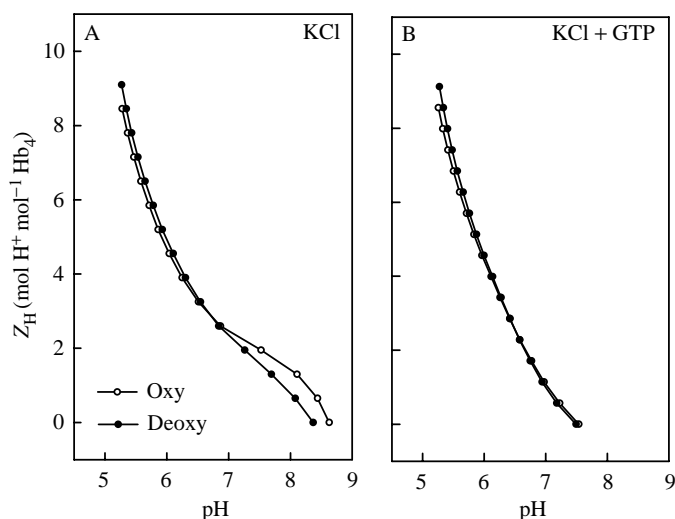 A KCl
B KCl + GTP
10
8
6
4
2
0
Z_H (mol H⁺ mol⁻¹ Hb₄)
Oxy
Deoxy
5 6 7 8 9
5 6 7 8 9
pH
pH